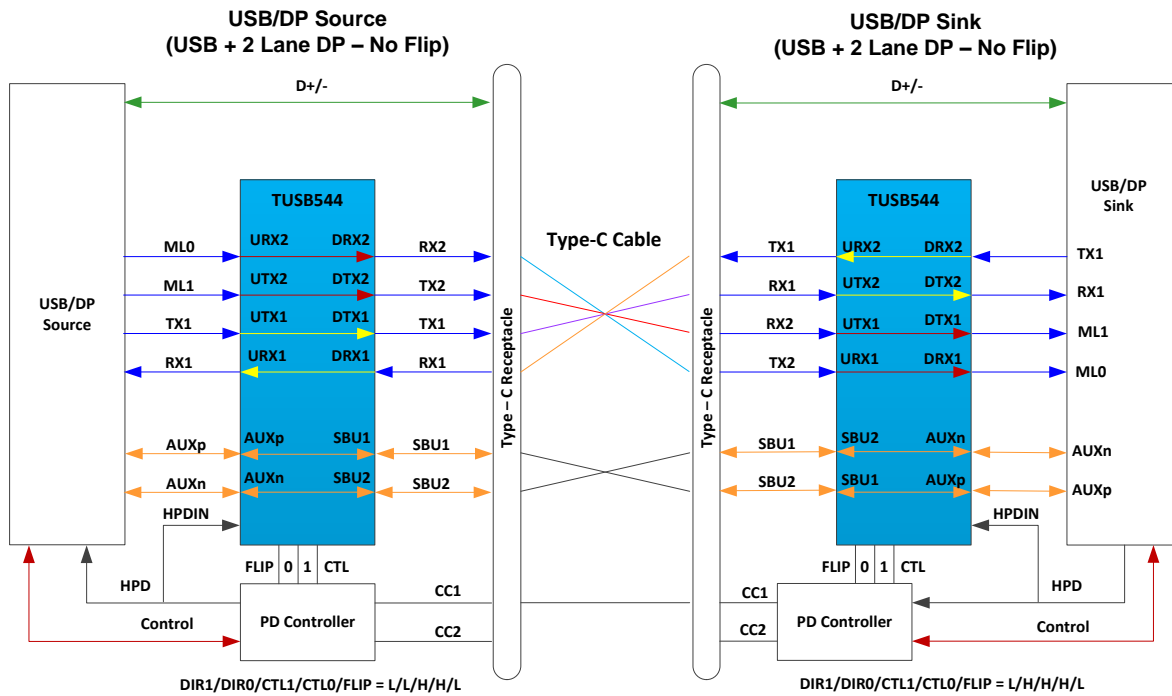 USB/DP Source
(USB + 2 Lane DP – No Flip)
USB/DP Sink
(USB + 2 Lane DP – No Flip)
D+/-
D+/-
TUSB544
TUSB544
USB/DP
Sink
Type-C Cable
ML0 URX2 DRX2 RX2
TX1 URX2 DRX2 TX1
ML1 UTX2 DTX2 TX2
RX1 UTX2 DTX2 RX1
USB/DP
Source
TX1 UTX1 DTX1 TX1
RX2 UTX1 DTX1 ML1
RX1 URX1 DRX1 RX1
TX2 URX1 DRX1 ML0
Type – C Receptacle
Type – C Receptacle
AUXp AUXp SBU1 SBU1
SBU1 SBU2 AUXn AUXn
AUXn AUXn SBU2 SBU2
SBU2 SBU1 AUXp AUXp
HPDIN
HPDIN
FLIP 0 1 CTL
FLIP 0 1 CTL
HPD
HPD
CC1
CC1
PD Controller
PD Controller
Control
Control
CC2
CC2
DIR1/DIR0/CTL1/CTL0/FLIP = L/L/H/H/L
DIR1/DIR0/CTL1/CTL0/FLIP = L/H/H/H/L